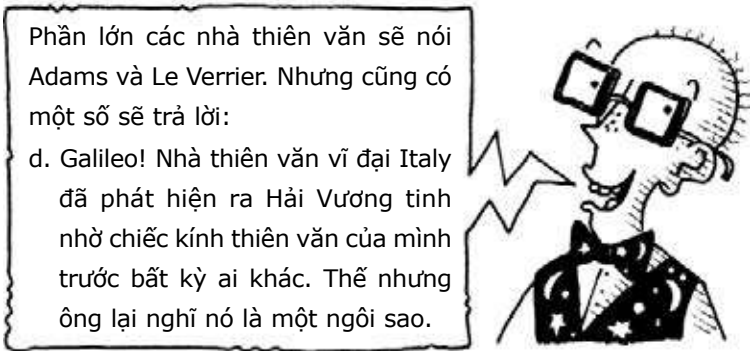 Phần lớn các nhà thiên văn sẽ nói
Adams và Le Verrier. Nhưng cũng có
một số sẽ trả lời:
d. Galileo! Nhà thiên văn vĩ đại Italy
đã phát hiện ra Hải Vương tinh
nhờ chiếc kính thiên văn của mình
trước bất kỳ ai khác. Thế nhưng
ông lại nghĩ nó là một ngôi sao.